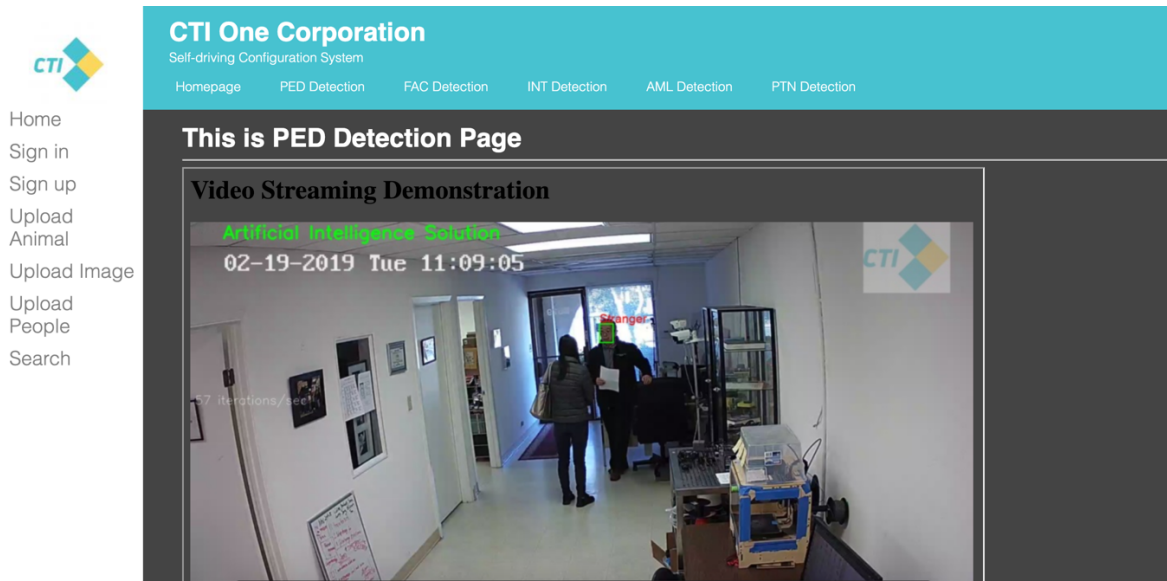 CTI
Home
Sign in
Sign up
Upload
Animal
Upload Image
Upload
People
Search
CTI One Corporation
Self-driving Configuration System
Homepage PED Detection FAC Detection INT Detection AML Detection PTN Detection
This is PED Detection Page
Video Streaming Demonstration
Artificial Intelligence Solution
02-19-2019 Tue 11:09:05
CTI
Stranger
57 iterations/sec